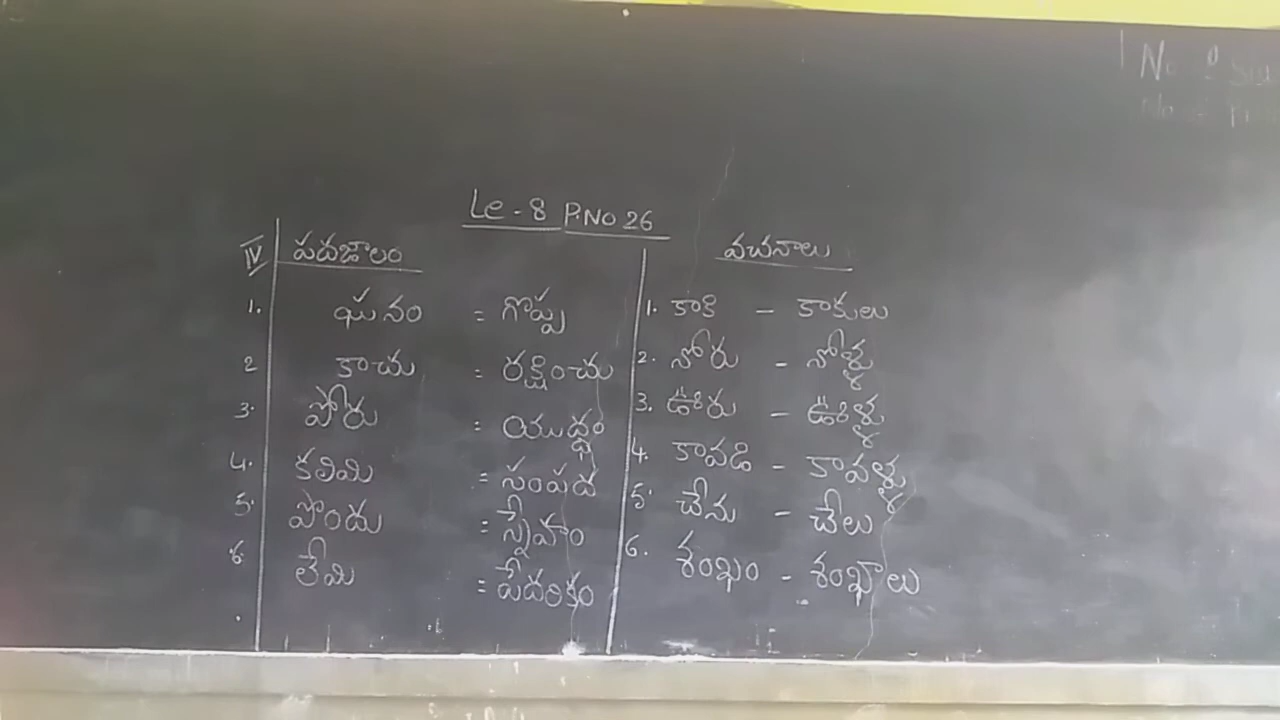 Le - 8 P.No 26
IV పదజాలం
వచనాలు
1. ఘనం = గొప్ప
2 కాచు = రక్షించు
3. పోరు = యుద్ధం
4. కలిమి = సంపద
5. పొందు = స్నేహం
6. లేమి = పేదరికం
1. కాకి - కాకులు
2. నోరు - నోళ్ళు
3. ఊరు - ఊళ్ళు
4. కావడి - కావళ్ళు
5. చేను - చేలు
6. శంఖం - శంఖాలు